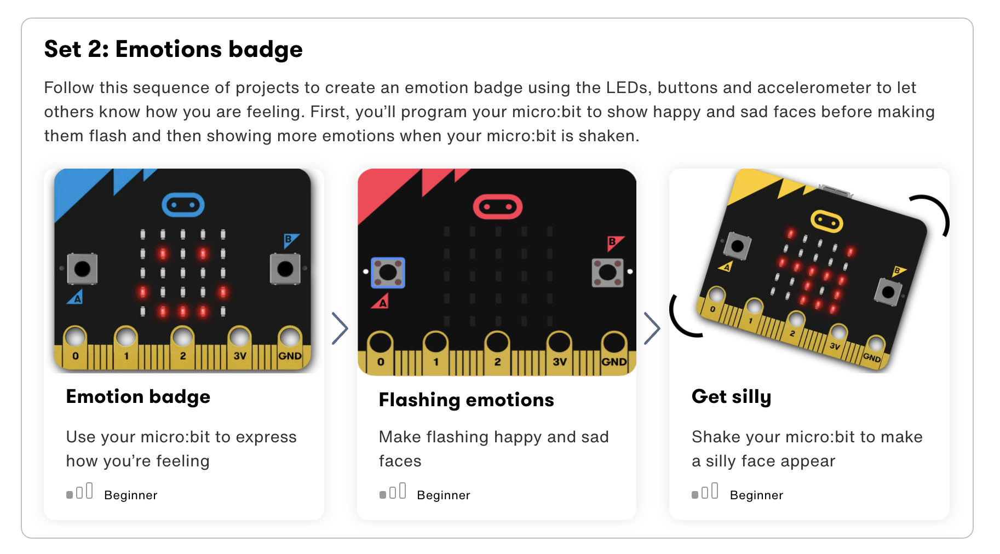 Set 2: Emotions badge
Follow this sequence of projects to create an emotion badge using the LEDs, buttons and accelerometer to let
others know how you are feeling. First, you’ll program your micro:bit to show happy and sad faces before making
them flash and then showing more emotions when your micro:bit is shaken.
B
A
0 1 2 3V GND
B
A
0 1 2 3V GND
A
B
0 1 2 3V GND
Emotion badge
Use your micro:bit to express
how you’re feeling
Beginner
Flashing emotions
Make flashing happy and sad
faces
Beginner
Get silly
Shake your micro:bit to make
a silly face appear
Beginner